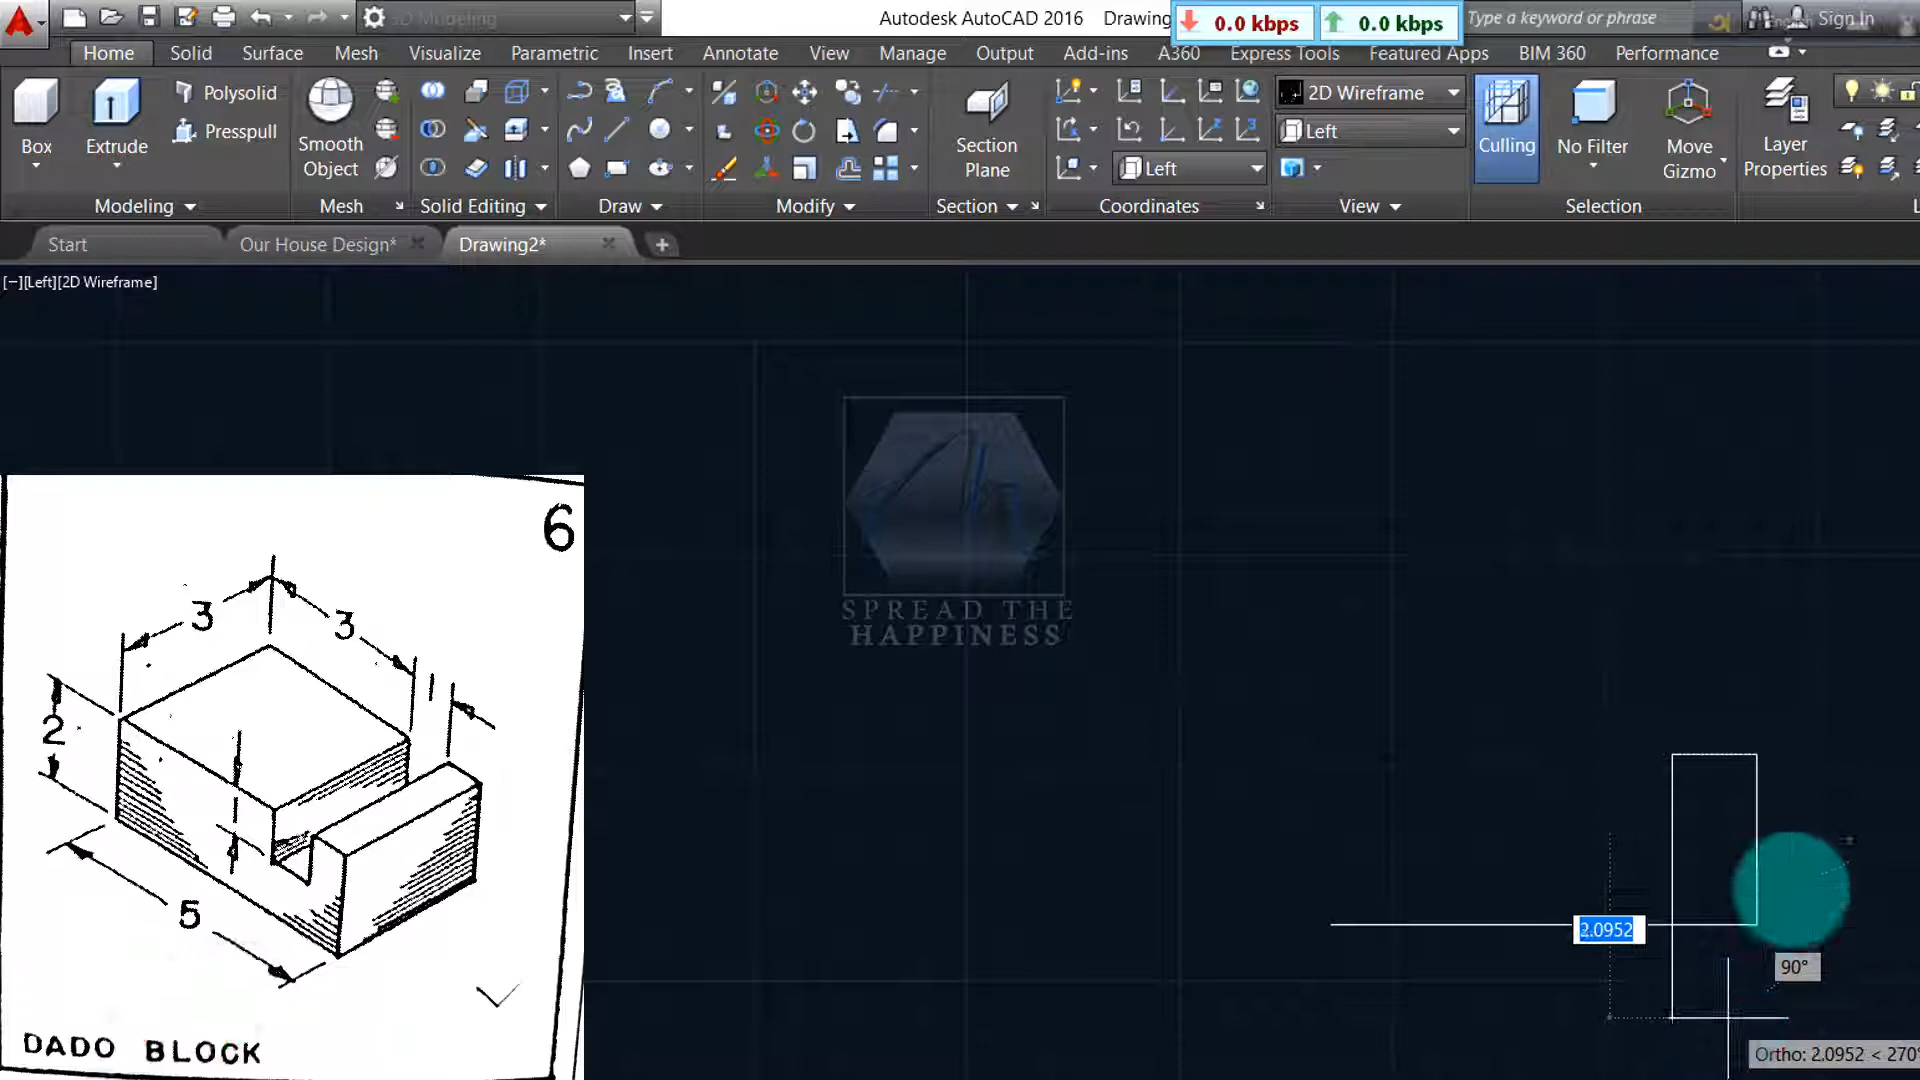 3D Modeling
Autodesk AutoCAD 2016 Drawing
0.0 kbps 0.0 kbps
Type a keyword or phrase
Sign In
Home Solid Surface Mesh Visualize Parametric Insert Annotate View Manage Output Add-ins A360 Express Tools Featured Apps BIM 360 Performance
Box
Extrude
Polysolid
Presspull
Smooth Object
Section Plane
2D Wireframe
Left
Left
Culling
No Filter
Move Gizmo
Layer Properties
Modeling Mesh Solid Editing Draw Modify Section Coordinates View Selection
Start Our House Design* Drawing2*
[−][Left][2D Wireframe]
SPREAD THE
HAPPINESS
6
3
3
1
2
5
DADO BLOCK
2.0952
90°
Ortho: 2.0952 < 270°